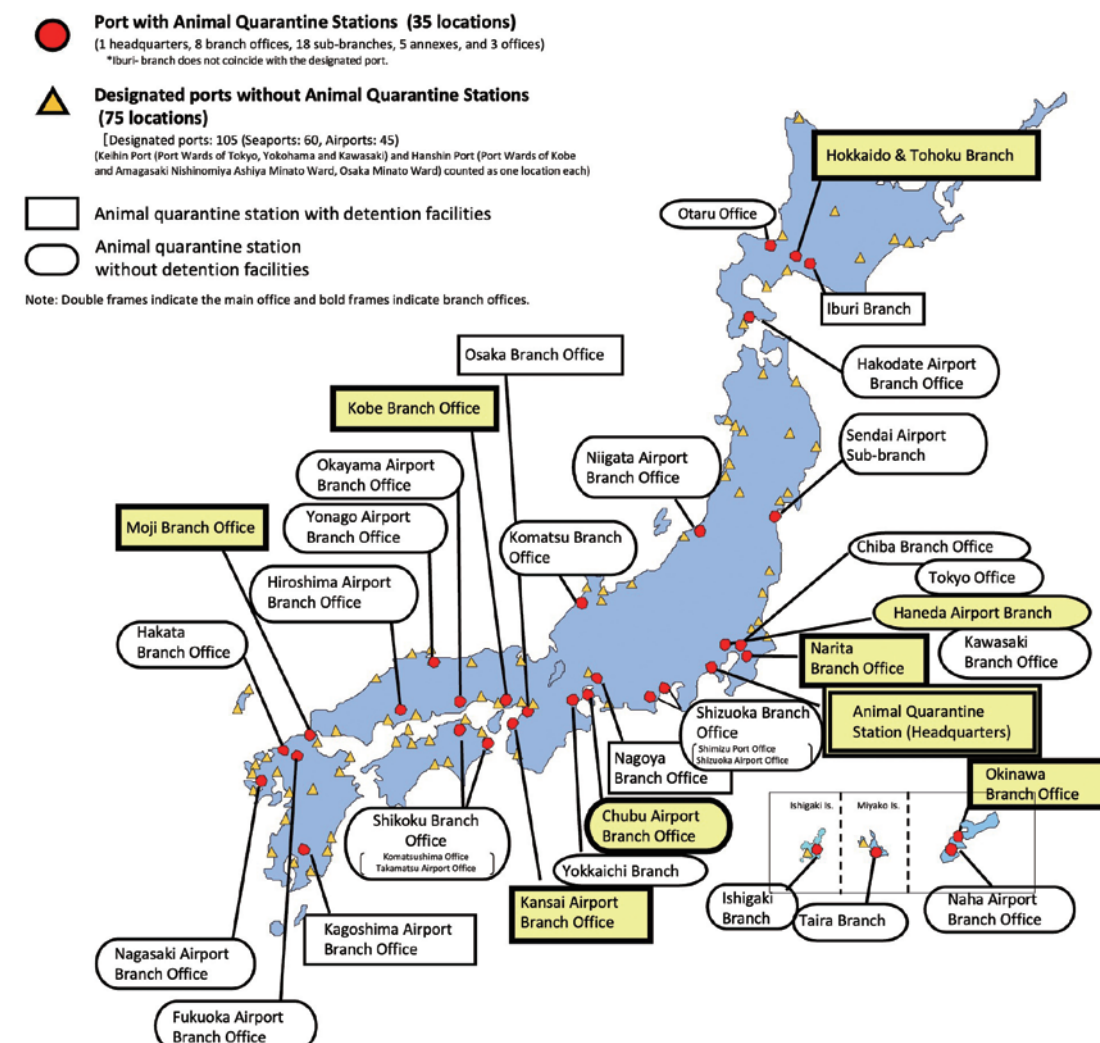 Port with Animal Quarantine Stations (35 locations)
(1 headquarters, 8 branch offices, 18 sub-branches, 5 annexes, and 3 offices)
*Iburi- branch does not coincide with the designated port.
Designated ports without Animal Quarantine Stations
(75 locations)
[Designated ports: 105 (Seaports: 60, Airports: 45)
(Keihin Port (Port Wards of Tokyo, Yokohama and Kawasaki) and Hanshin Port (Port Wards of Kobe
and Amagasaki Nishinomiya Ashiya Minato Ward, Osaka Minato Ward) counted as one location each)
Animal quarantine station with detention facilities
Animal quarantine station
without detention facilities
Note: Double frames indicate the main office and bold frames indicate branch offices.
Hokkaido & Tohoku Branch
Otaru Office
Iburi Branch
Hakodate Airport
Branch Office
Osaka Branch Office
Kobe Branch Office
Sendai Airport
Sub-branch
Niigata Airport
Branch Office
Okayama Airport
Branch Office
Yonago Airport
Branch Office
Moji Branch Office
Komatsu Branch
Office
Hiroshima Airport
Branch Office
Chiba Branch Office
Tokyo Office
Haneda Airport Branch
Hakata
Branch Office
Narita
Branch Office
Kawasaki
Branch Office
Animal Quarantine
Station (Headquarters)
Shizuoka Branch
Office
Shimizu Port Office
Shizuoka Airport Office
Nagoya
Branch Office
Okinawa
Branch Office
Ishigaki Is.
Miyako Is.
Chubu Airport
Branch Office
Shikoku Branch
Office
Komatsushima Office
Takamatsu Airport Office
Yokkaichi Branch
Kansai Airport
Branch Office
Ishigaki
Branch
Taira Branch
Naha Airport
Branch Office
Kagoshima Airport
Branch Office
Nagasaki Airport
Branch Office
Fukuoka Airport
Branch Office